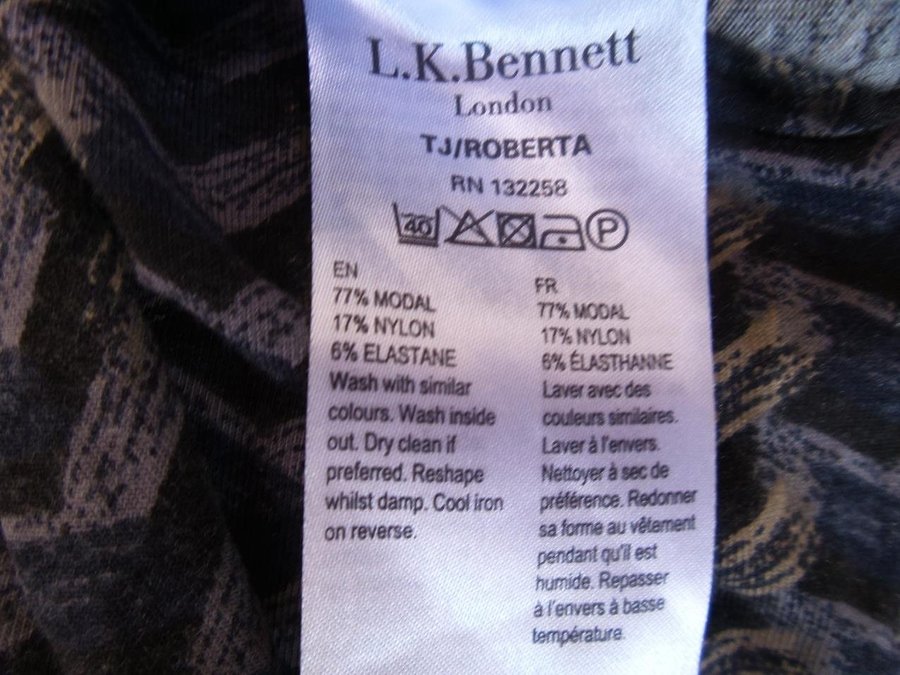 L.K.Bennett
London
TJ/ROBERTA
RN 132258
40 P
EN
77% MODAL
17% NYLON
6% ELASTANE
Wash with similar
colours. Wash inside
out. Dry clean if
preferred. Reshape
whilst damp. Cool iron
on reverse.
FR
77% MODAL
17% NYLON
6% ÉLASTHANNE
Laver avec des
couleurs similaires.
Laver à l'envers.
Nettoyer à sec de
préférence. Redonner
sa forme au vêtement
pendant qu'il est
humide. Repasser
à l'envers à basse
température.